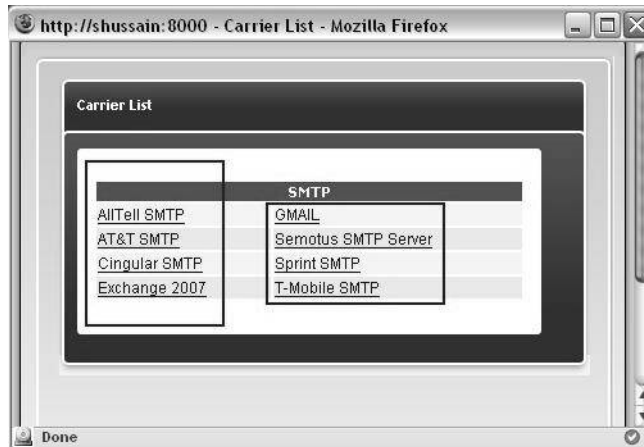 http://shussain:8000 - Carrier List - Mozilla Firefox
Carrier List
SMTP
AllTell SMTP GMAIL
AT&T SMTP Semotus SMTP Server
Cingular SMTP Sprint SMTP
Exchange 2007 T-Mobile SMTP
Done